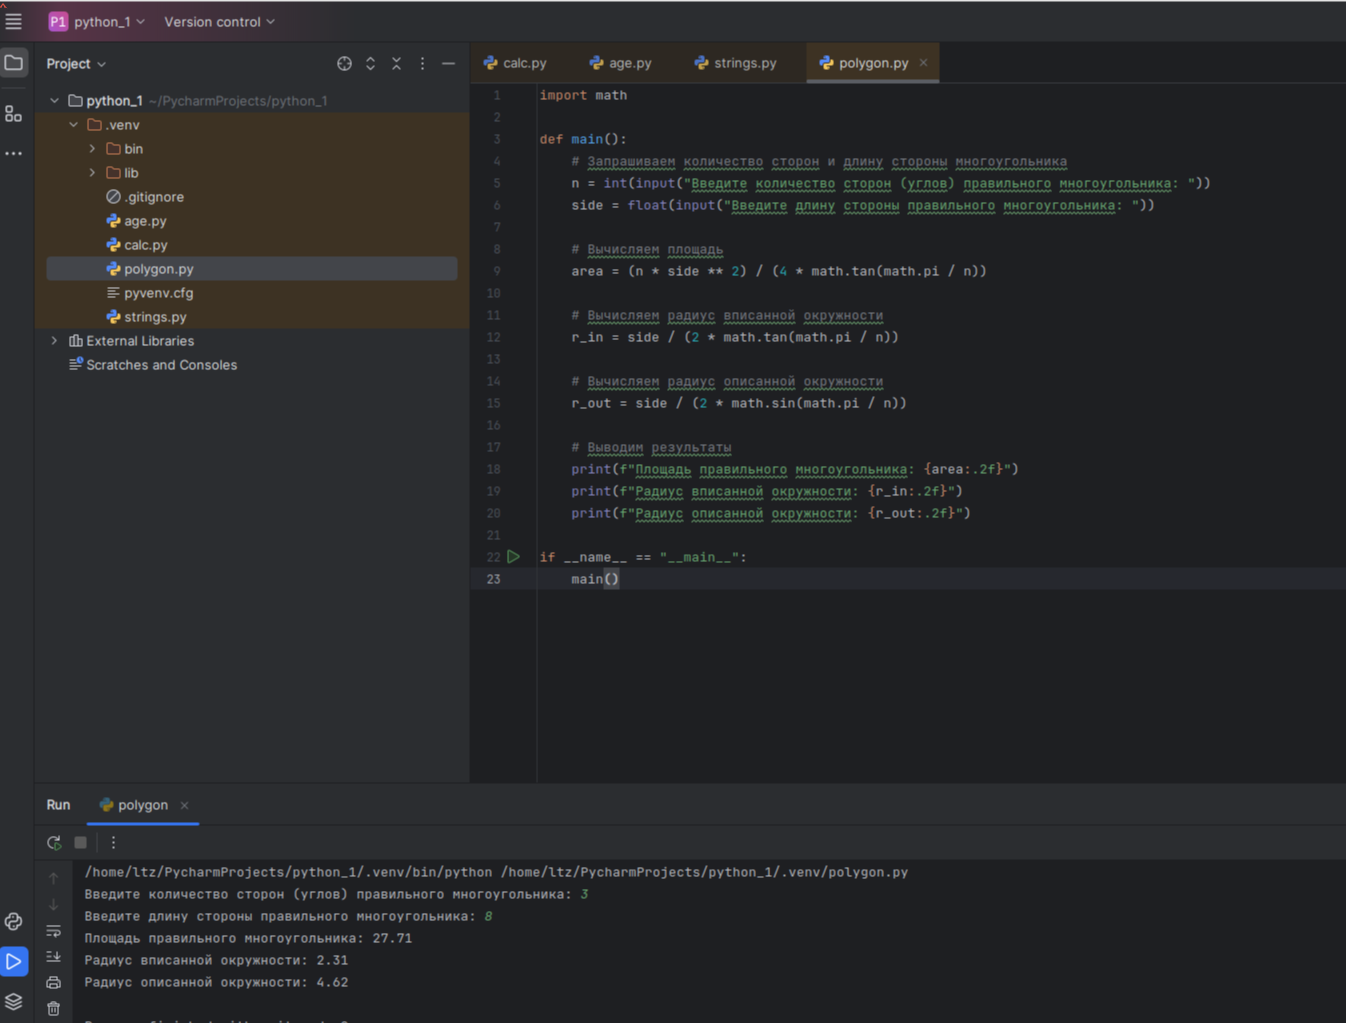 P1 python_1 Version control
Project
calc.py age.py strings.py polygon.py
python_1 ~/PycharmProjects/python_1
.venv
bin
lib
.gitignore
age.py
calc.py
polygon.py
pyvenv.cfg
strings.py
External Libraries
Scratches and Consoles
1 import math
2
3 def main():
4 # Запрашиваем количество сторон и длину стороны многоугольника
5 n = int(input("Введите количество сторон (углов) правильного многоугольника: "))
6 side = float(input("Введите длину стороны правильного многоугольника: "))
7
8 # Вычисляем площадь
9 area = (n * side ** 2) / (4 * math.tan(math.pi / n))
10
11 # Вычисляем радиус вписанной окружности
12 r_in = side / (2 * math.tan(math.pi / n))
13
14 # Вычисляем радиус описанной окружности
15 r_out = side / (2 * math.sin(math.pi / n))
16
17 # Выводим результаты
18 print(f"Площадь правильного многоугольника: {area:.2f}")
19 print(f"Радиус вписанной окружности: {r_in:.2f}")
20 print(f"Радиус описанной окружности: {r_out:.2f}")
21
22 if __name__ == "__main__":
23 main()
Run polygon
/home/ltz/PycharmProjects/python_1/.venv/bin/python /home/ltz/PycharmProjects/python_1/.venv/polygon.py
Введите количество сторон (углов) правильного многоугольника: 3
Введите длину стороны правильного многоугольника: 8
Площадь правильного многоугольника: 27.71
Радиус вписанной окружности: 2.31
Радиус описанной окружности: 4.62